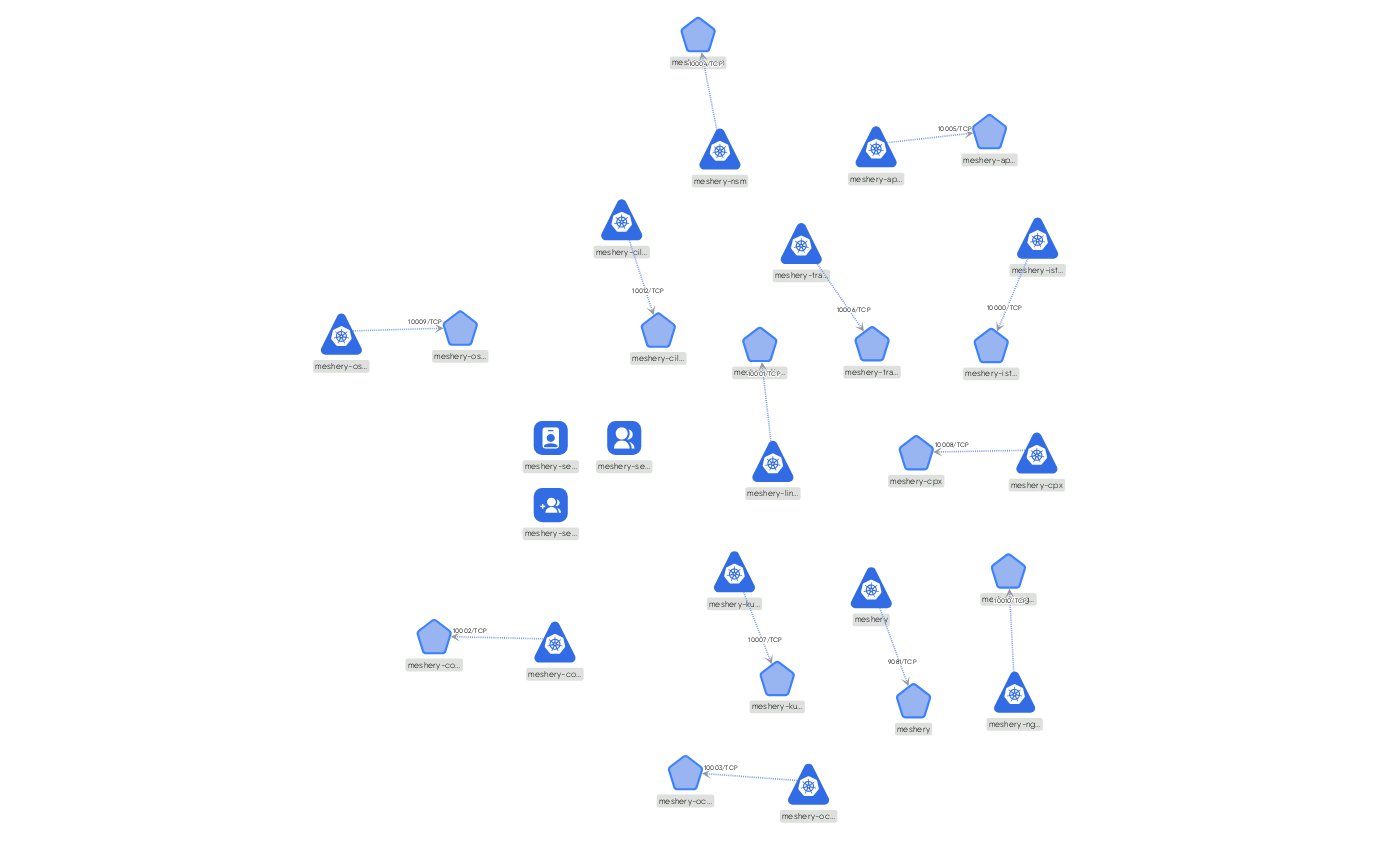 10004/TCP
meshery-nsm
10005/TCP
meshery-ap...
meshery-ap...
meshery-cil...
10012/TCP
meshery-cil...
meshery-tra...
10006/TCP
meshery-tra...
meshery-ist...
10000/TCP
meshery-ist...
10009/TCP
meshery-os...
meshery-os...
10001/TCP
meshery-lin...
meshery-se...
meshery-se...
meshery-se...
10008/TCP
meshery-cpx
meshery-cpx
10002/TCP
meshery-co...
meshery-co...
meshery-ku...
10007/TCP
meshery-ku...
meshery
9081/TCP
meshery
10010/TCP
meshery-ng...
10003/TCP
meshery-oc...
meshery-oc...